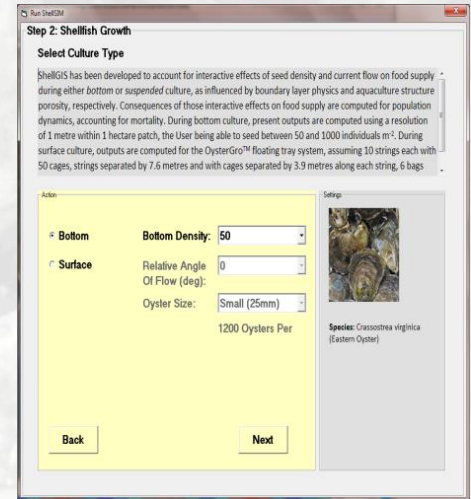 Run ShellSIM
Step 2: Shellfish Growth
Select Culture Type
ShellGIS has been developed to account for interactive effects of seed density and current flow on food supply
during either bottom or suspended culture, as influenced by boundary layer physics and aquaculture structure
porosity, respectively. Consequences of those interactive effects on food supply are computed for population
dynamics, accounting for mortality. During bottom culture, present outputs are computed using a resolution
of 1 metre within 1 hectare patch, the User being able to seed between 50 and 1000 individuals m⁻². During
surface culture, outputs are computed for the OysterGro™ floating tray system, assuming 10 strings each with
50 cages, strings separated by 7.6 metres and with cages separated by 3.9 metres along each string, 6 bags
Action
Bottom
Bottom Density: 50
Surface
Relative Angle
Of Flow (deg): 0
Oyster Size: Small (25mm)
1200 Oysters Per
Back
Next
Settings
Species: Crassostrea virginica
(Eastern Oyster)